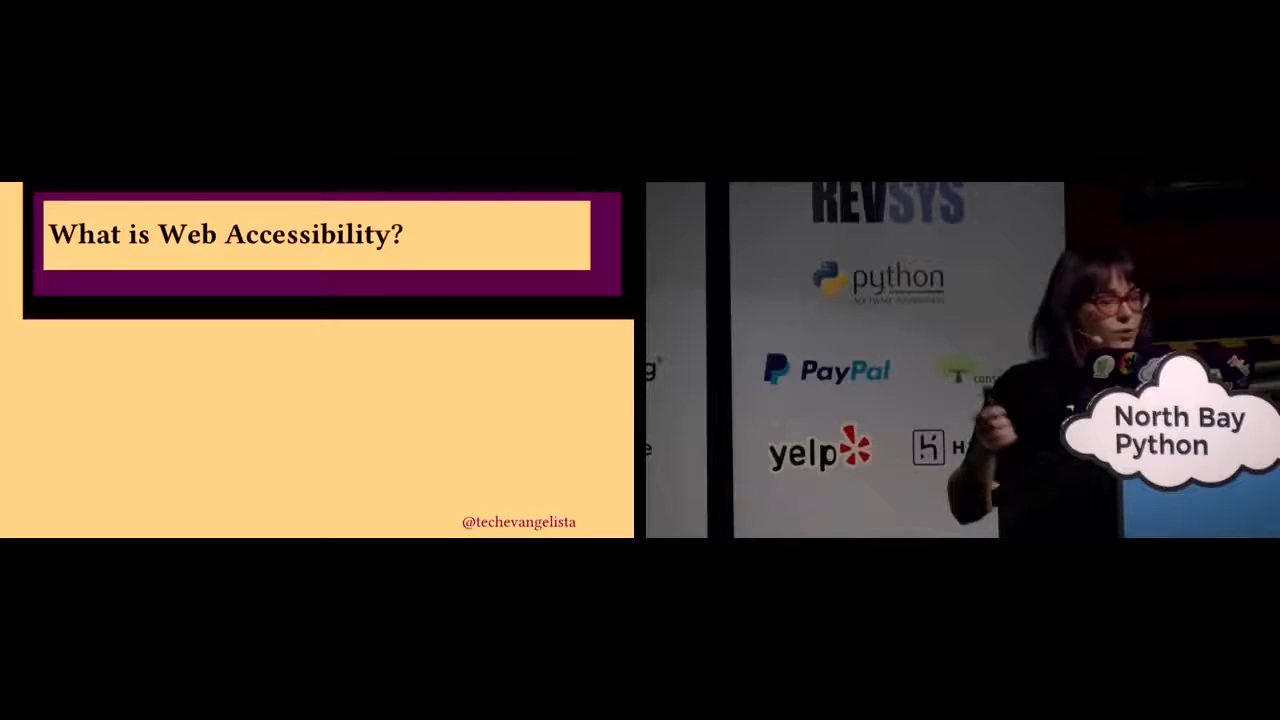 What is Web Accessibility?
@techevangelista
REVSYS
python
PayPal
yelp
North Bay
Python